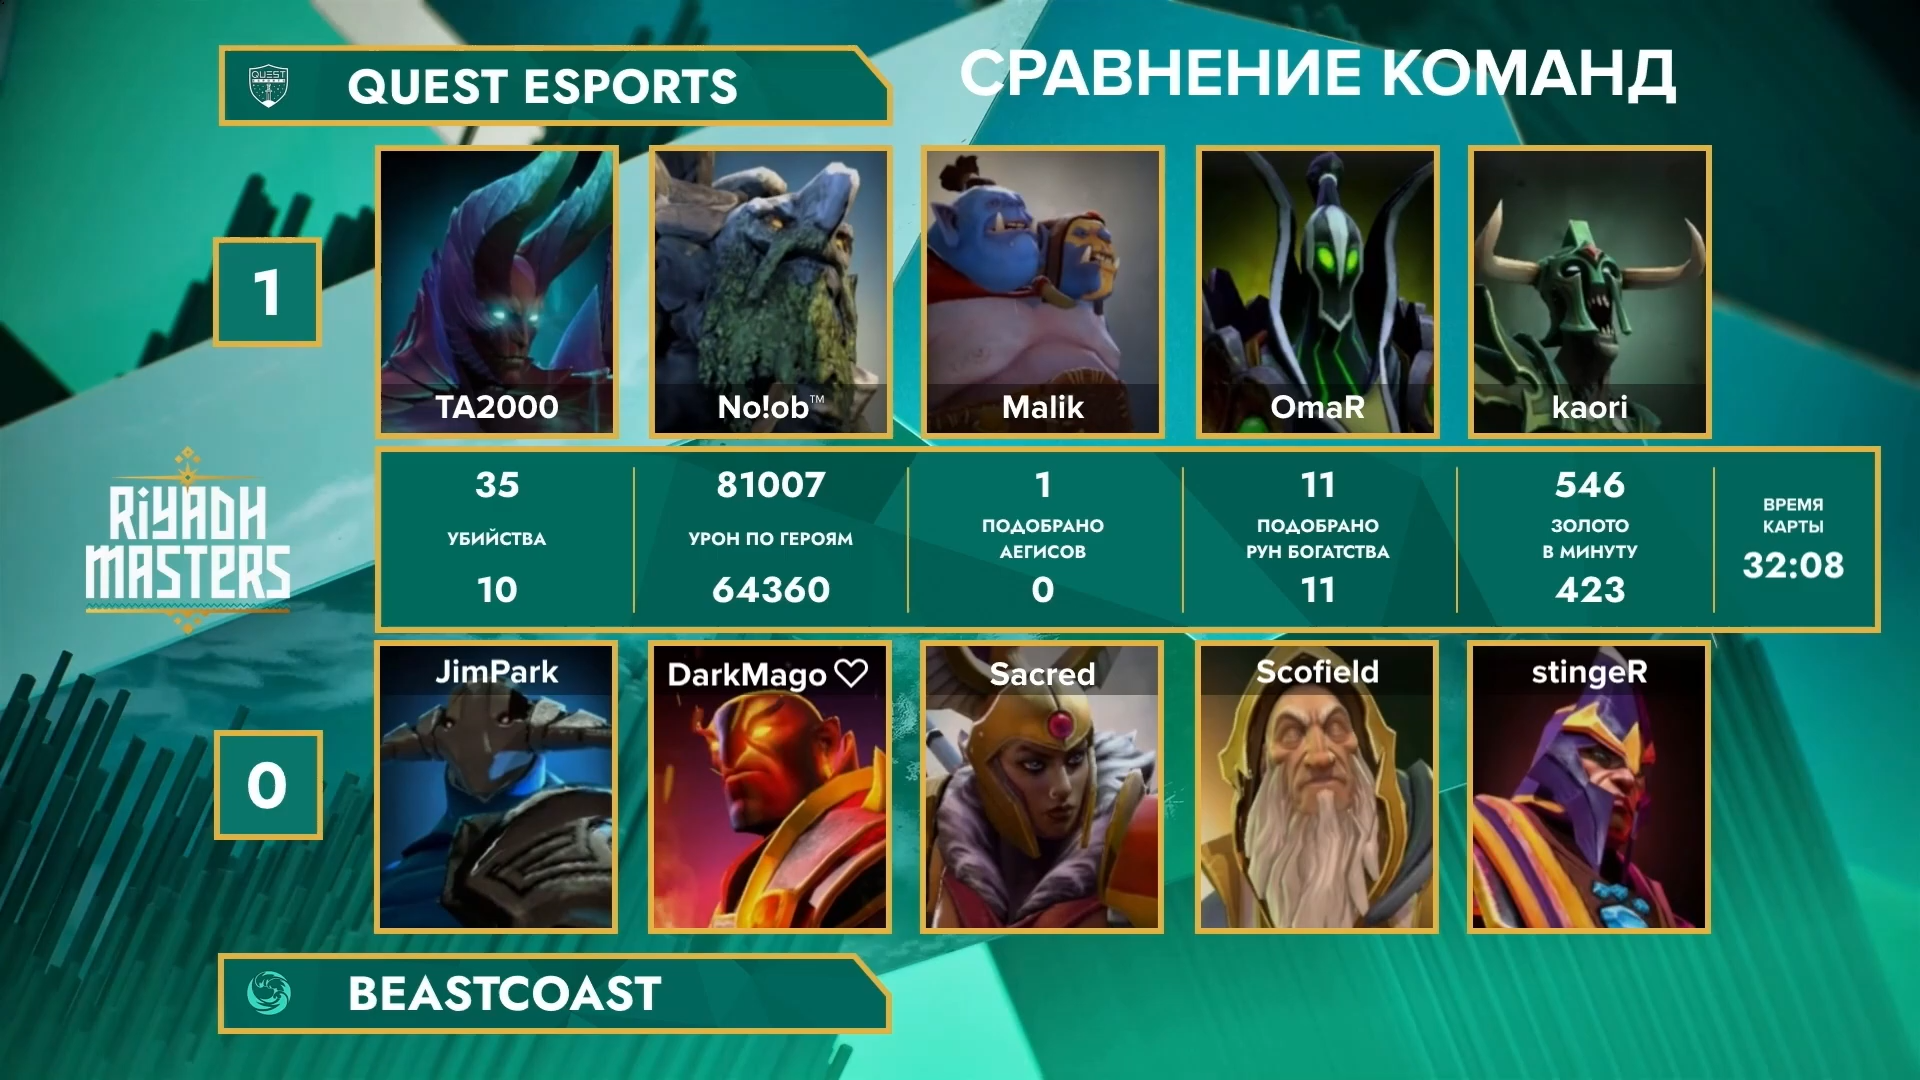 QUEST
QUEST ESPORTS
СРАВНЕНИЕ КОМАНД
1
TA2000
No!ob™
Malik
OmaR
kaori
RiYADH
MASTERS
35
УБИЙСТВА
10
81007
УРОН ПО ГЕРОЯМ
64360
1
ПОДОБРАНО
АЕГИСОВ
0
11
ПОДОБРАНО
РУН БОГАТСТВА
11
546
ЗОЛОТО
В МИНУТУ
423
ВРЕМЯ
КАРТЫ
32:08
0
JimPark
DarkMago ♡
Sacred
Scofield
stingeR
BEASTCOAST